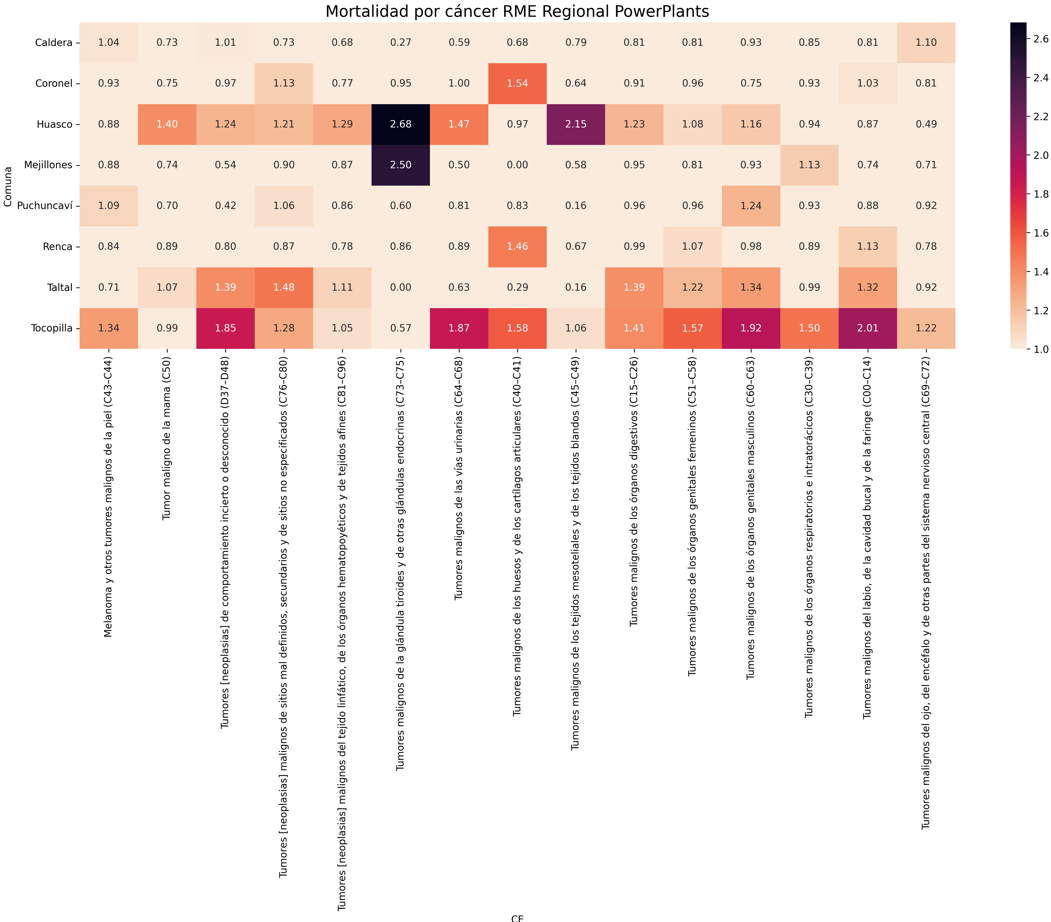 Mortalidad por cáncer RME Regional PowerPlants
Comuna
Caldera 1.04 0.73 1.01 0.73 0.68 0.27 0.59 0.68 0.79 0.81 0.81 0.93 0.85 0.81 1.10
Coronel 0.93 0.75 0.97 1.13 0.77 0.95 1.00 1.54 0.64 0.91 0.96 0.75 0.93 1.03 0.81
Huasco 0.88 1.40 1.24 1.21 1.29 2.68 1.47 0.97 2.15 1.23 1.08 1.16 0.94 0.87 0.49
Mejillones 0.88 0.74 0.54 0.90 0.87 2.50 0.50 0.00 0.58 0.95 0.81 0.93 1.13 0.74 0.71
Puchuncaví 1.09 0.70 0.42 1.06 0.86 0.60 0.81 0.83 0.16 0.96 0.96 1.24 0.93 0.88 0.92
Renca 0.84 0.89 0.80 0.87 0.78 0.86 0.89 1.46 0.67 0.99 1.07 0.98 0.89 1.13 0.78
Taltal 0.71 1.07 1.39 1.48 1.11 0.00 0.63 0.29 0.16 1.39 1.22 1.34 0.99 1.32 0.92
Tocopilla 1.34 0.99 1.85 1.28 1.05 0.57 1.87 1.58 1.06 1.41 1.57 1.92 1.50 2.01 1.22
Melanoma y otros tumores malignos de la piel (C43–C44)
Tumor maligno de la mama (C50)
Tumores [neoplasias] de comportamiento incierto o desconocido (D37–D48)
Tumores [neoplasias] malignos de sitios mal definidos, secundarios y de sitios no especificados (C76–C80)
Tumores [neoplasias] malignos del tejido linfático, de los órganos hematopoyéticos y de tejidos afines (C81–C96)
Tumores malignos de la glándula tiroides y de otras glándulas endocrinas (C73–C75)
Tumores malignos de las vías urinarias (C64–C68)
Tumores malignos de los huesos y de los cartílagos articulares (C40–C41)
Tumores malignos de los tejidos mesoteliales y de los tejidos blandos (C45–C49)
Tumores malignos de los órganos digestivos (C15–C26)
Tumores malignos de los órganos genitales femeninos (C51–C58)
Tumores malignos de los órganos genitales masculinos (C60–C63)
Tumores malignos de los órganos respiratorios e intratorácicos (C30–C39)
Tumores malignos del labio, de la cavidad bucal y de la faringe (C00–C14)
Tumores malignos del ojo, del encéfalo y de otras partes del sistema nervioso central (C69–C72)
CE
2.6
2.4
2.2
2.0
1.8
1.6
1.4
1.2
1.0